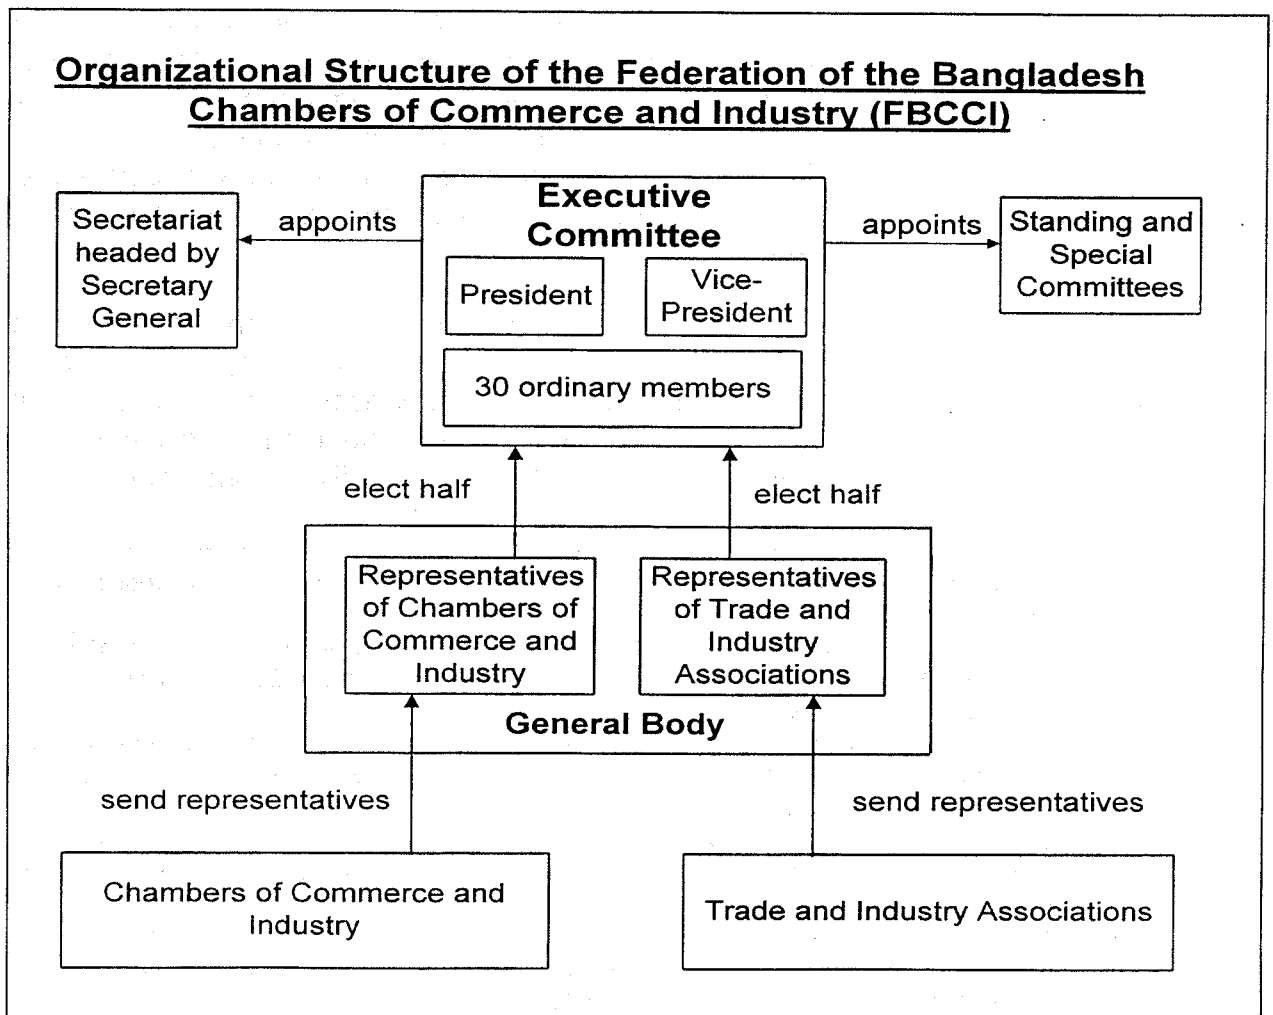 Organizational Structure of the Federation of the Bangladesh
Chambers of Commerce and Industry (FBCCI)
Executive
Committee
Secretariat
headed by
Secretary
General
appoints
President
Vice-
President
appoints
Standing and
Special
Committees
30 ordinary members
elect half
elect half
Representatives
of Chambers of
Commerce and
Industry
Representatives
of Trade and
Industry
Associations
General Body
send representatives
send representatives
Chambers of Commerce and
Industry
Trade and Industry Associations